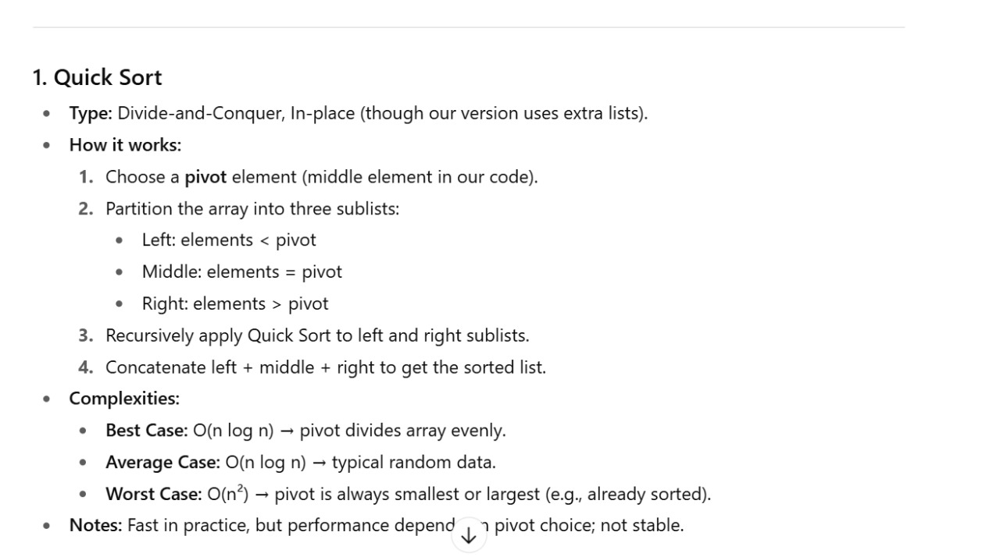 1. Quick Sort
• Type: Divide-and-Conquer, In-place (though our version uses extra lists).
• How it works:
1. Choose a pivot element (middle element in our code).
2. Partition the array into three sublists:
• Left: elements < pivot
• Middle: elements = pivot
• Right: elements > pivot
3. Recursively apply Quick Sort to left and right sublists.
4. Concatenate left + middle + right to get the sorted list.
• Complexities:
• Best Case: O(n log n) → pivot divides array evenly.
• Average Case: O(n log n) → typical random data.
• Worst Case: O(n²) → pivot is always smallest or largest (e.g., already sorted).
• Notes: Fast in practice, but performance pivot choice; not stable.